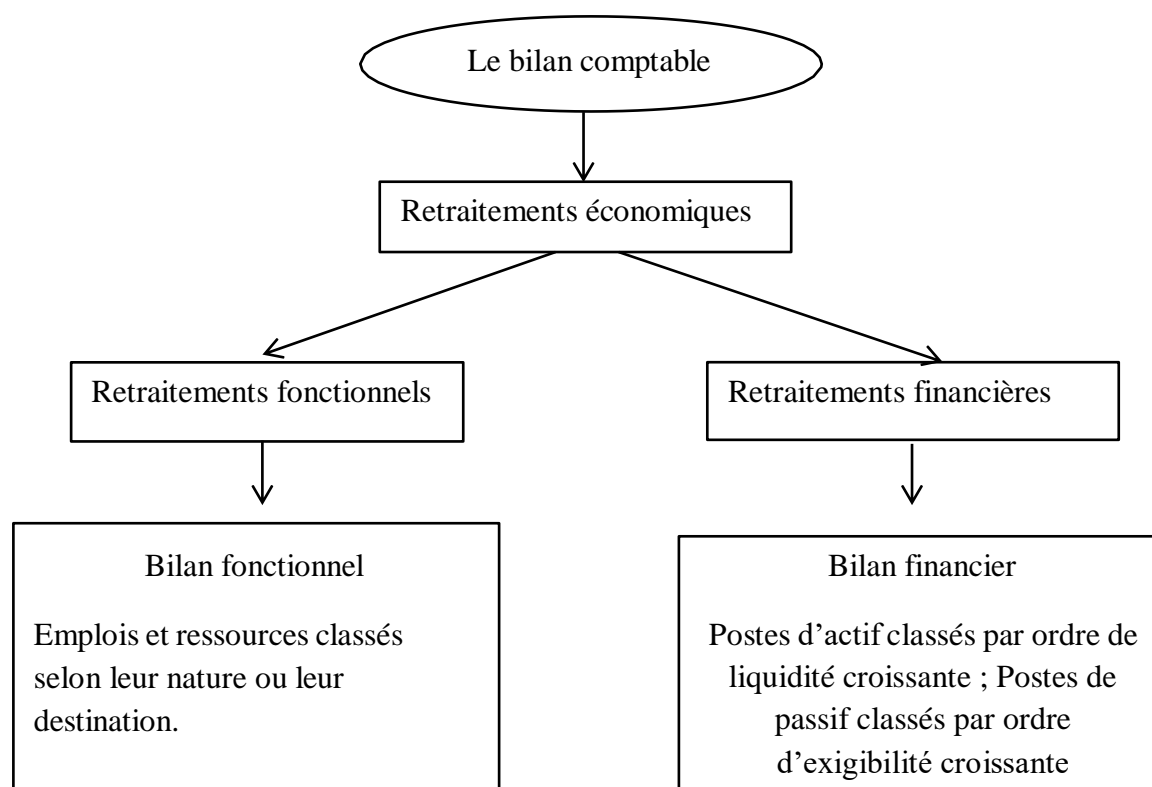 Le bilan comptable
Retraitements économiques
Retraitements fonctionnels
Retraitements financières
Bilan fonctionnel
Emplois et ressources classés
selon leur nature ou leur
destination.
Bilan financier
Postes d’actif classés par ordre de
liquidité croissante ; Postes de
passif classés par ordre
d’exigibilité croissante